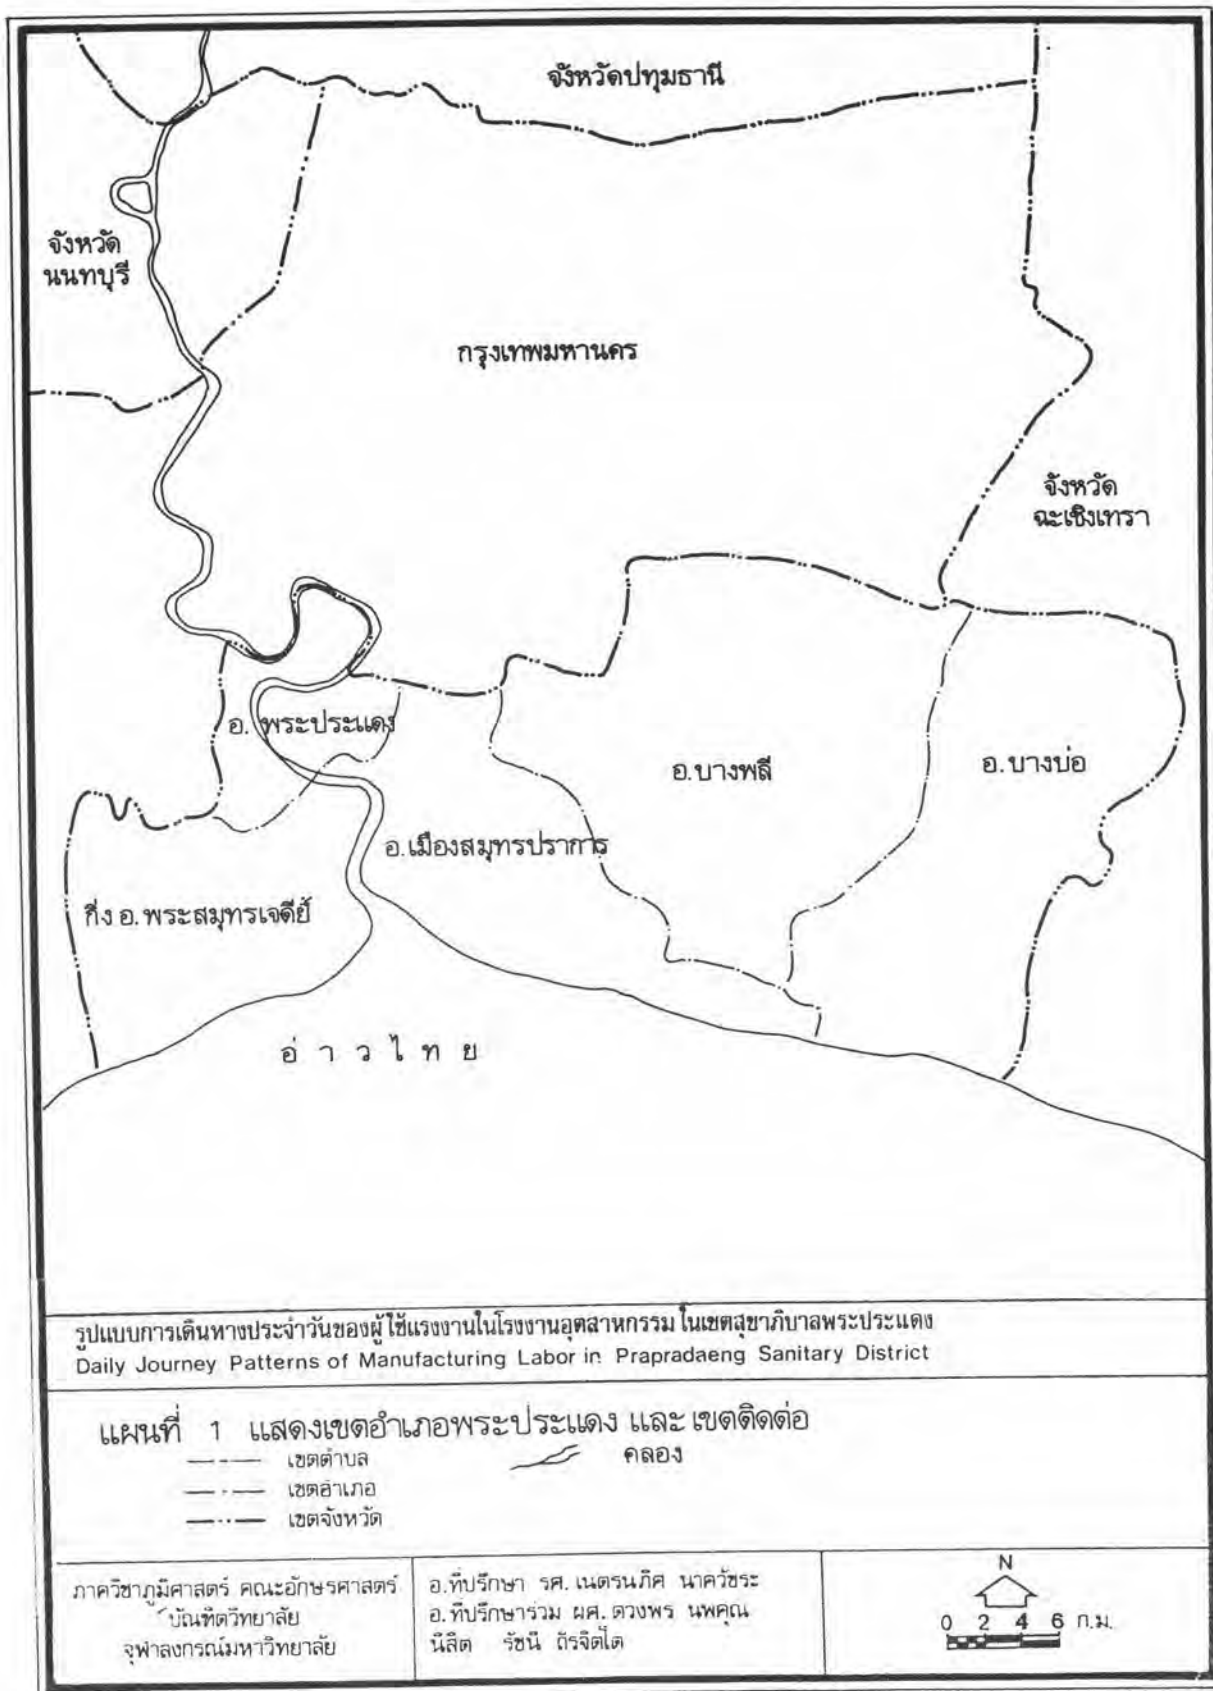 จังหวัดปทุมธานี
จังหวัด
นนทบุรี
กรุงเทพมหานคร
จังหวัด
ฉะเชิงเทรา
อ. พระประแดง
อ.บางพลี
อ.บางบ่อ
อ.เมืองสมุทรปราการ
กิ่ง อ.พระสมุทรเจดีย์
อ่าวไทย
รูปแบบการเดินทางประจำวันของผู้ใช้แรงงานในโรงงานอุตสาหกรรม ในเขตสุขาภิบาลพระประแดง
Daily Journey Patterns of Manufacturing Labor in Prapradaeng Sanitary District
แผนที่ 1 แสดงเขตอำเภอพระประแดง และ เขตติดต่อ
เขตตำบล
คลอง
เขตอำเภอ
เขตจังหวัด
ภาควิชาภูมิศาสตร์ คณะอักษรศาสตร์
บัณฑิตวิทยาลัย
จุฬาลงกรณ์มหาวิทยาลัย
อ.ที่ปรึกษา รศ. เนตรนภิศ นาควัชระ
อ.ที่ปรึกษาร่วม ผศ. ดวงพร นพคุณ
นิสิต รัชนี ถิรจิตโต
N
0 2 4 6 ก.ม.